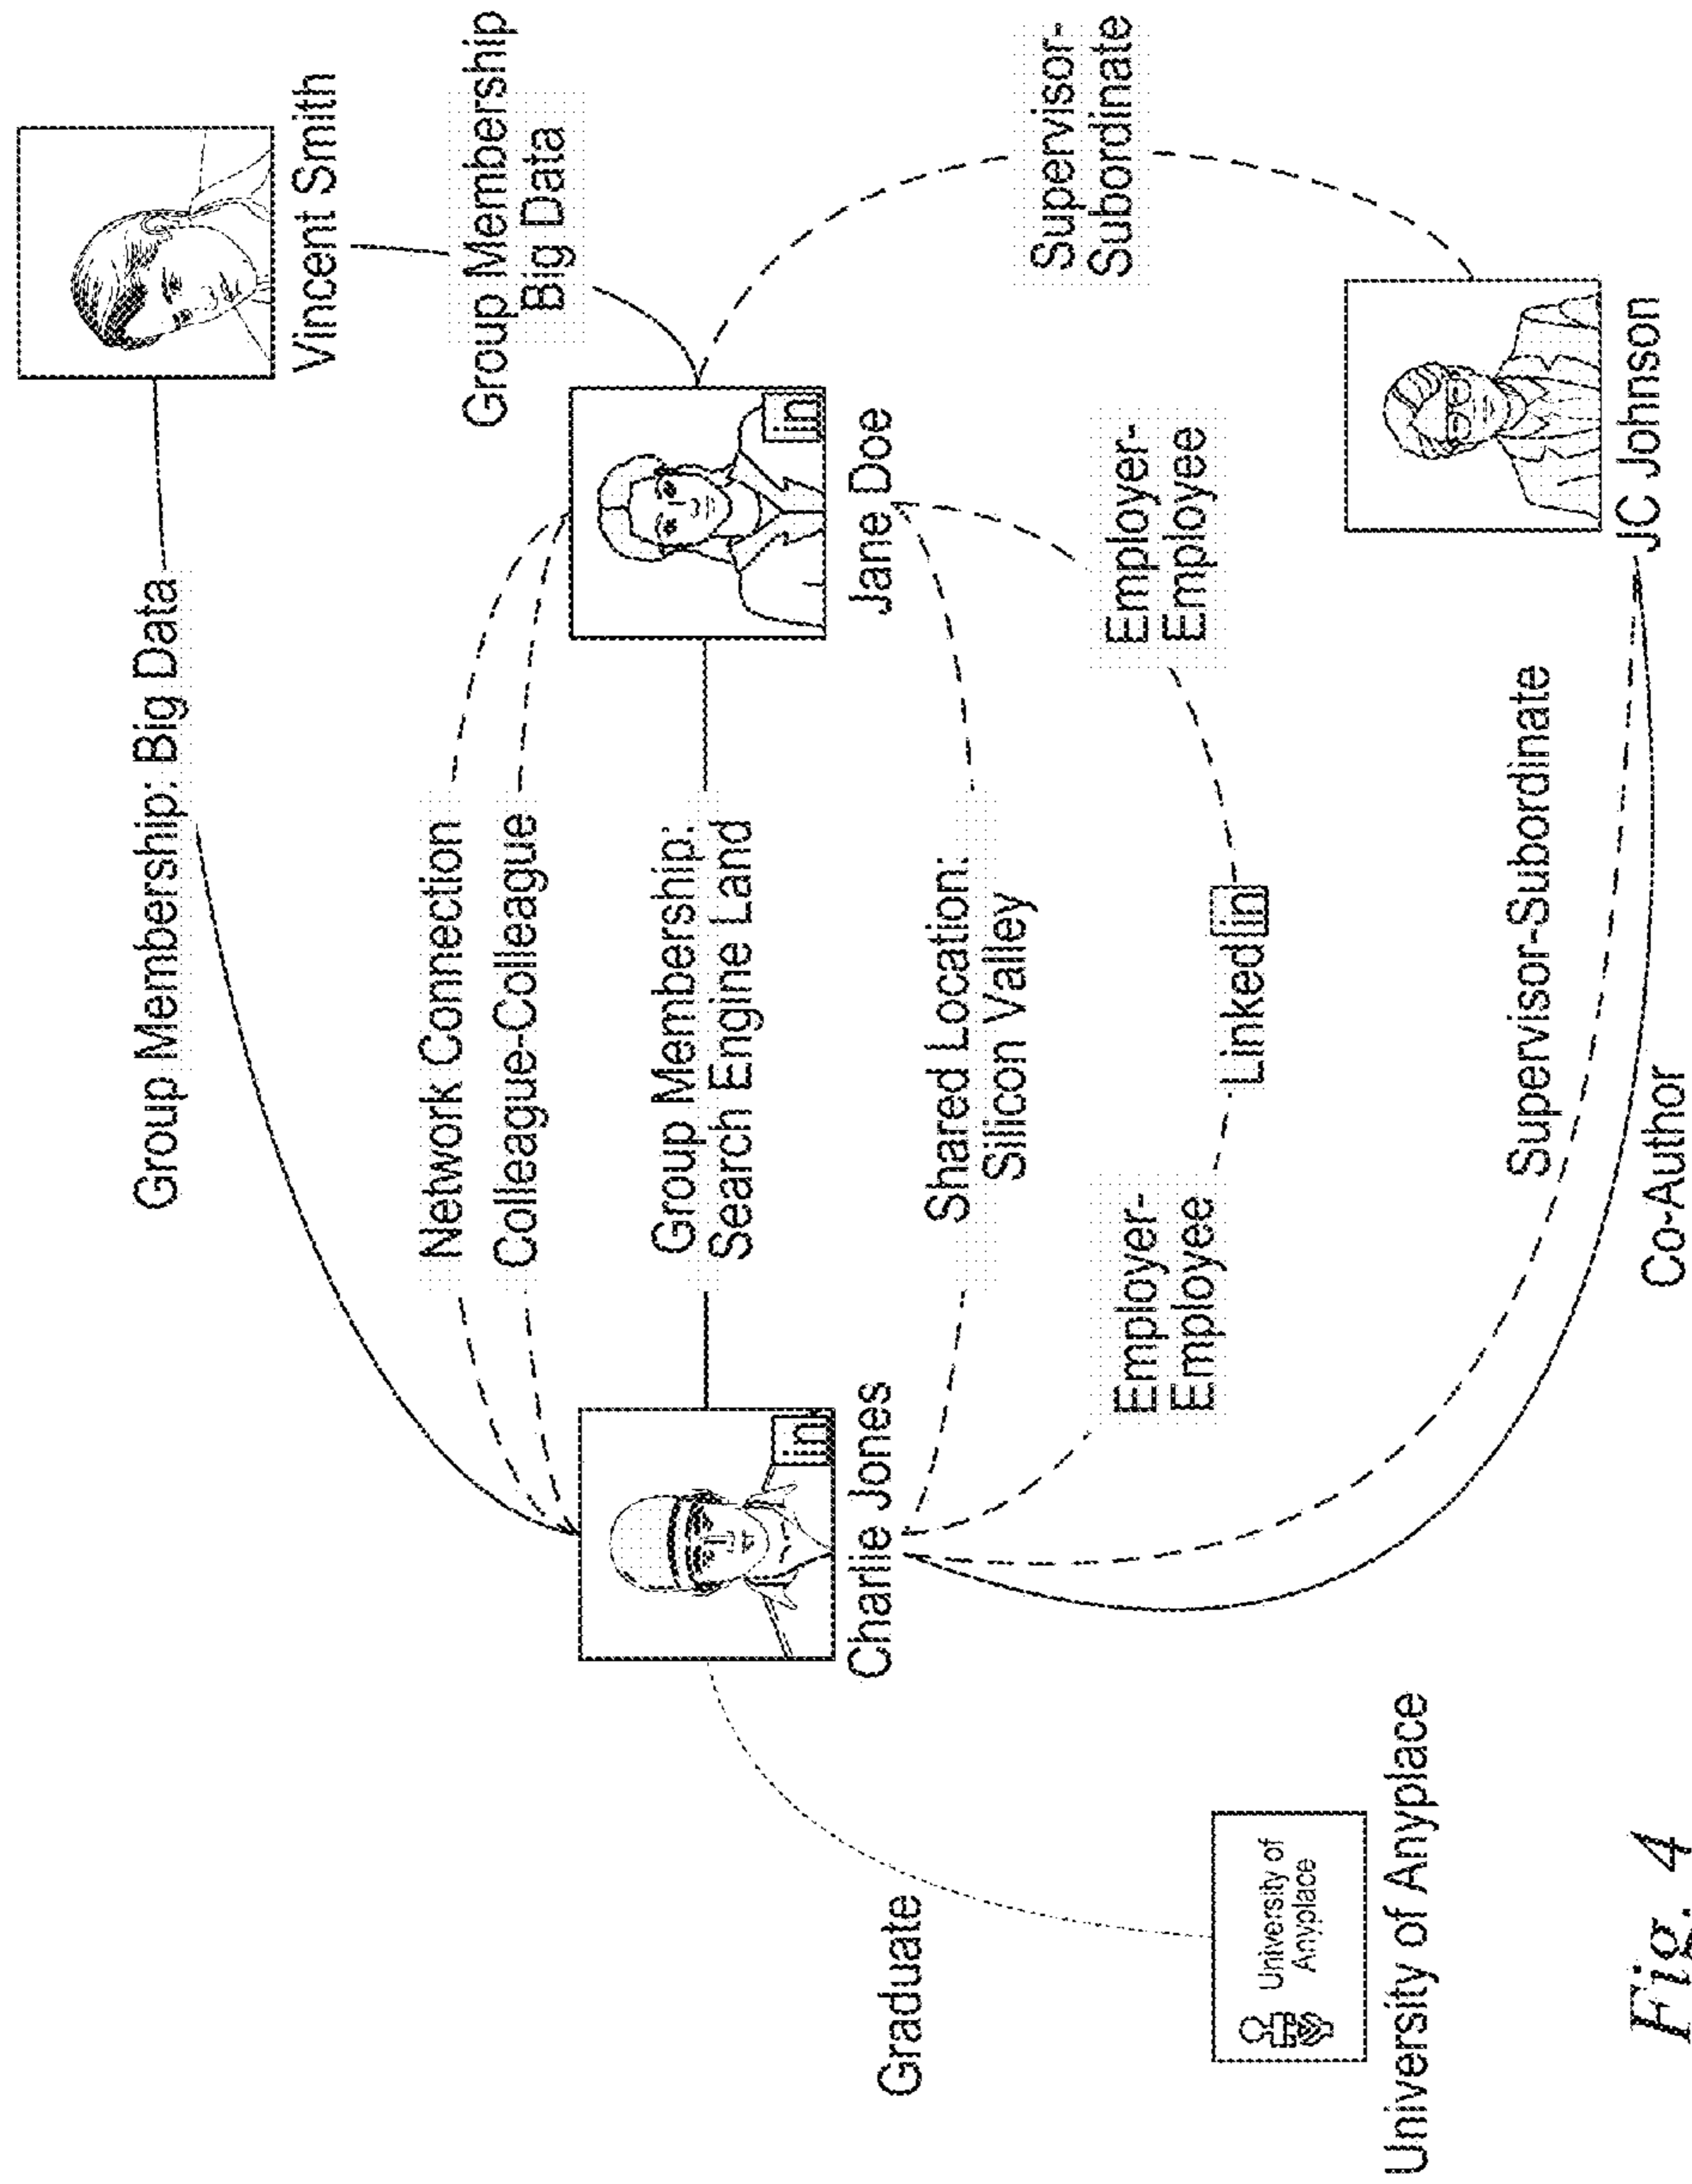 Group Membership: Big Data
Vincent Smith
Network Connection
Colleague-Colleague
Group Membership
Big Data
Group Membership:
Search Engine Land
in
Charlie Jones
in
Jane Doe
Graduate
Shared Location:
Silicon Valley
Supervisor-
Subordinate
Employer-
Employee
Employer-
Employee
Linked in
University of
Anyplace
University of Anyplace
Supervisor-Subordinate
Co-Author
JC Johnson
Fig. 4